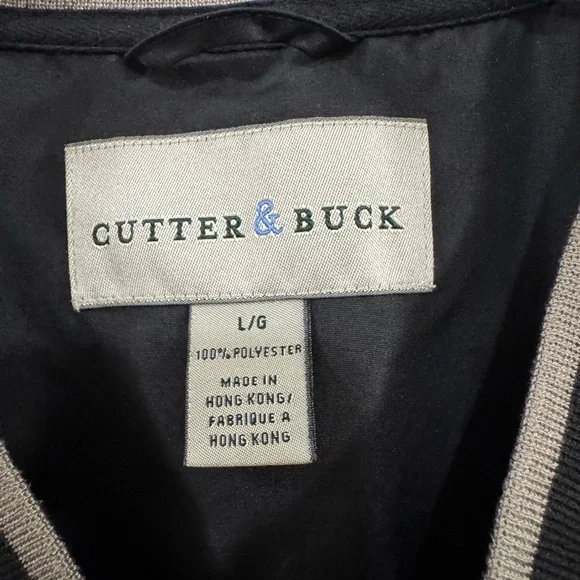 CUTTER & BUCK
L/G
100% POLYESTER
MADE IN
HONG KONG/
FABRIQUE A
HONG KONG